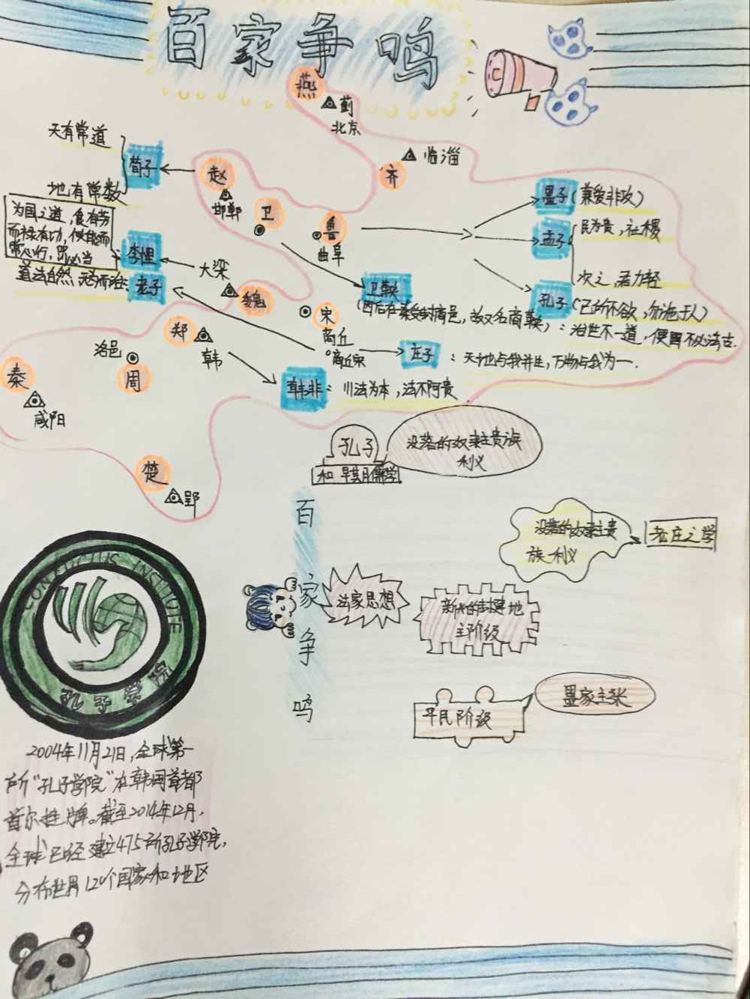 百家争鸣
燕
蓟
北京
临淄
齐
天有常道
荀子
地有常数
赵
邯郸
卫
鲁
曲阜
墨子(兼爱非攻)
孟子
民为贵，社稷
次之，君为轻
孔子(己所不欲，勿施于人)
为国之道，食有劳
而禄有功，使有能而
赏必行，罚必当
李悝
大梁
魏
道法自然，无为而治：
老子
卫鞅
(因后在秦受封商邑，故又名商鞅)：治世不一道，便国不必法古．
宋
商丘
商丘宋
庄子：天地与我并生，万物与我为一．
郑
韩
洛邑
周
韩非：以法为本，法不阿贵
秦
咸阳
楚
郢
孔子
和早期儒学
没落的奴隶主贵族
利义
百家争鸣
没落的奴隶主贵
族利义
老庄之学
法家思想
新兴的封建地
主阶级
平民阶级
墨家主张
CONFUCIUS INSTITUTE
孔子学院
2004年11月21日，全球第一
所“孔子学院”在韩国首都
首尔挂牌。截至2014年12月，
全球已经建立475所孔子学院，
分布世界120个国家和地区